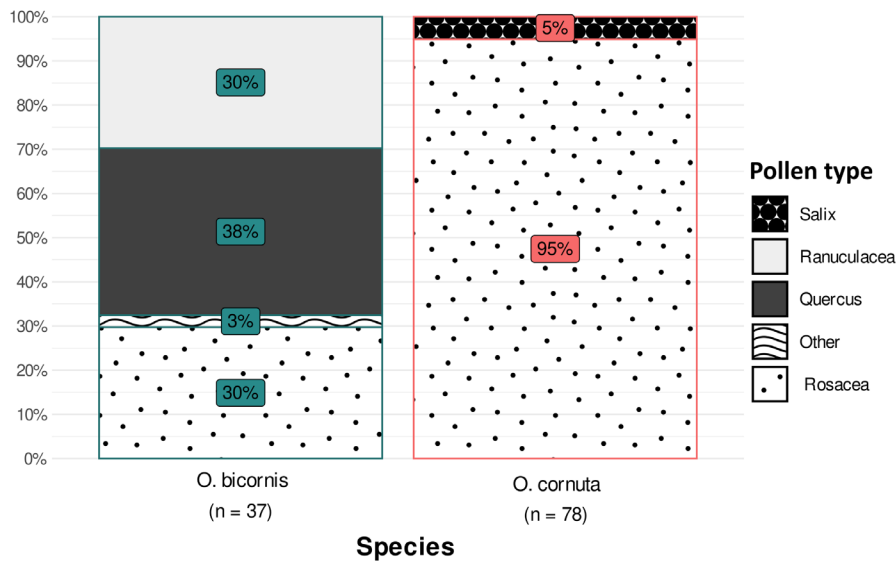 100%
90%
80%
70%
60%
50%
40%
30%
20%
10%
0%
30%
38%
3%
30%
5%
95%
O. bicornis
(n = 37)
O. cornuta
(n = 78)
Species
Pollen type
Salix
Ranuculacea
Quercus
Other
Rosacea